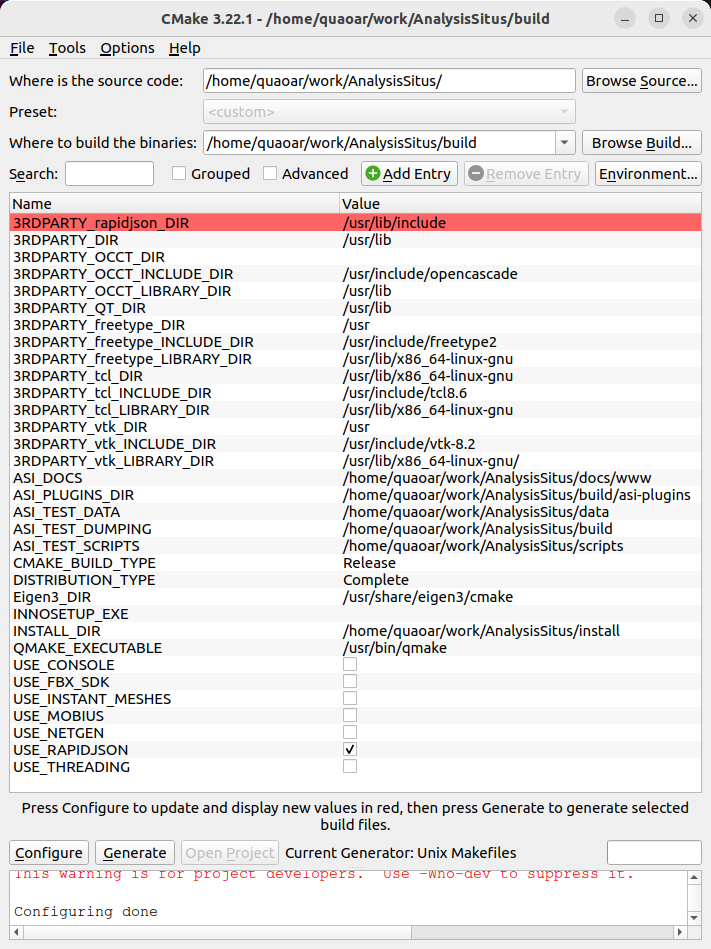 CMake 3.22.1 - /home/quaoar/work/AnalysisSitus/build
File Tools Options Help
Where is the source code: /home/quaoar/work/AnalysisSitus/ Browse Source...
Preset: <custom>
Where to build the binaries: /home/quaoar/work/AnalysisSitus/build Browse Build...
Search: Grouped Advanced Add Entry Remove Entry Environment...
Name Value
3RDPARTY_rapidjson_DIR /usr/lib/include
3RDPARTY_DIR /usr/lib
3RDPARTY_OCCT_DIR
3RDPARTY_OCCT_INCLUDE_DIR /usr/include/opencascade
3RDPARTY_OCCT_LIBRARY_DIR /usr/lib
3RDPARTY_QT_DIR /usr/lib
3RDPARTY_freetype_DIR /usr
3RDPARTY_freetype_INCLUDE_DIR /usr/include/freetype2
3RDPARTY_freetype_LIBRARY_DIR /usr/lib/x86_64-linux-gnu
3RDPARTY_tcl_DIR /usr/lib/x86_64-linux-gnu
3RDPARTY_tcl_INCLUDE_DIR /usr/include/tcl8.6
3RDPARTY_tcl_LIBRARY_DIR /usr/lib/x86_64-linux-gnu
3RDPARTY_vtk_DIR /usr
3RDPARTY_vtk_INCLUDE_DIR /usr/include/vtk-8.2
3RDPARTY_vtk_LIBRARY_DIR /usr/lib/x86_64-linux-gnu/
ASI_DOCS /home/quaoar/work/AnalysisSitus/docs/www
ASI_PLUGINS_DIR /home/quaoar/work/AnalysisSitus/build/asi-plugins
ASI_TEST_DATA /home/quaoar/work/AnalysisSitus/data
ASI_TEST_DUMPING /home/quaoar/work/AnalysisSitus/build
ASI_TEST_SCRIPTS /home/quaoar/work/AnalysisSitus/scripts
CMAKE_BUILD_TYPE Release
DISTRIBUTION_TYPE Complete
Eigen3_DIR /usr/share/eigen3/cmake
INNOSETUP_EXE
INSTALL_DIR /home/quaoar/work/AnalysisSitus/install
QMAKE_EXECUTABLE /usr/bin/qmake
USE_CONSOLE
USE_FBX_SDK
USE_INSTANT_MESHES
USE_MOBIUS
USE_NETGEN
USE_RAPIDJSON
USE_THREADING
Press Configure to update and display new values in red, then press Generate to generate selected
build files.
Configure Generate Open Project Current Generator: Unix Makefiles
This warning is for project developers. Use -Wno-dev to suppress it.
Configuring done